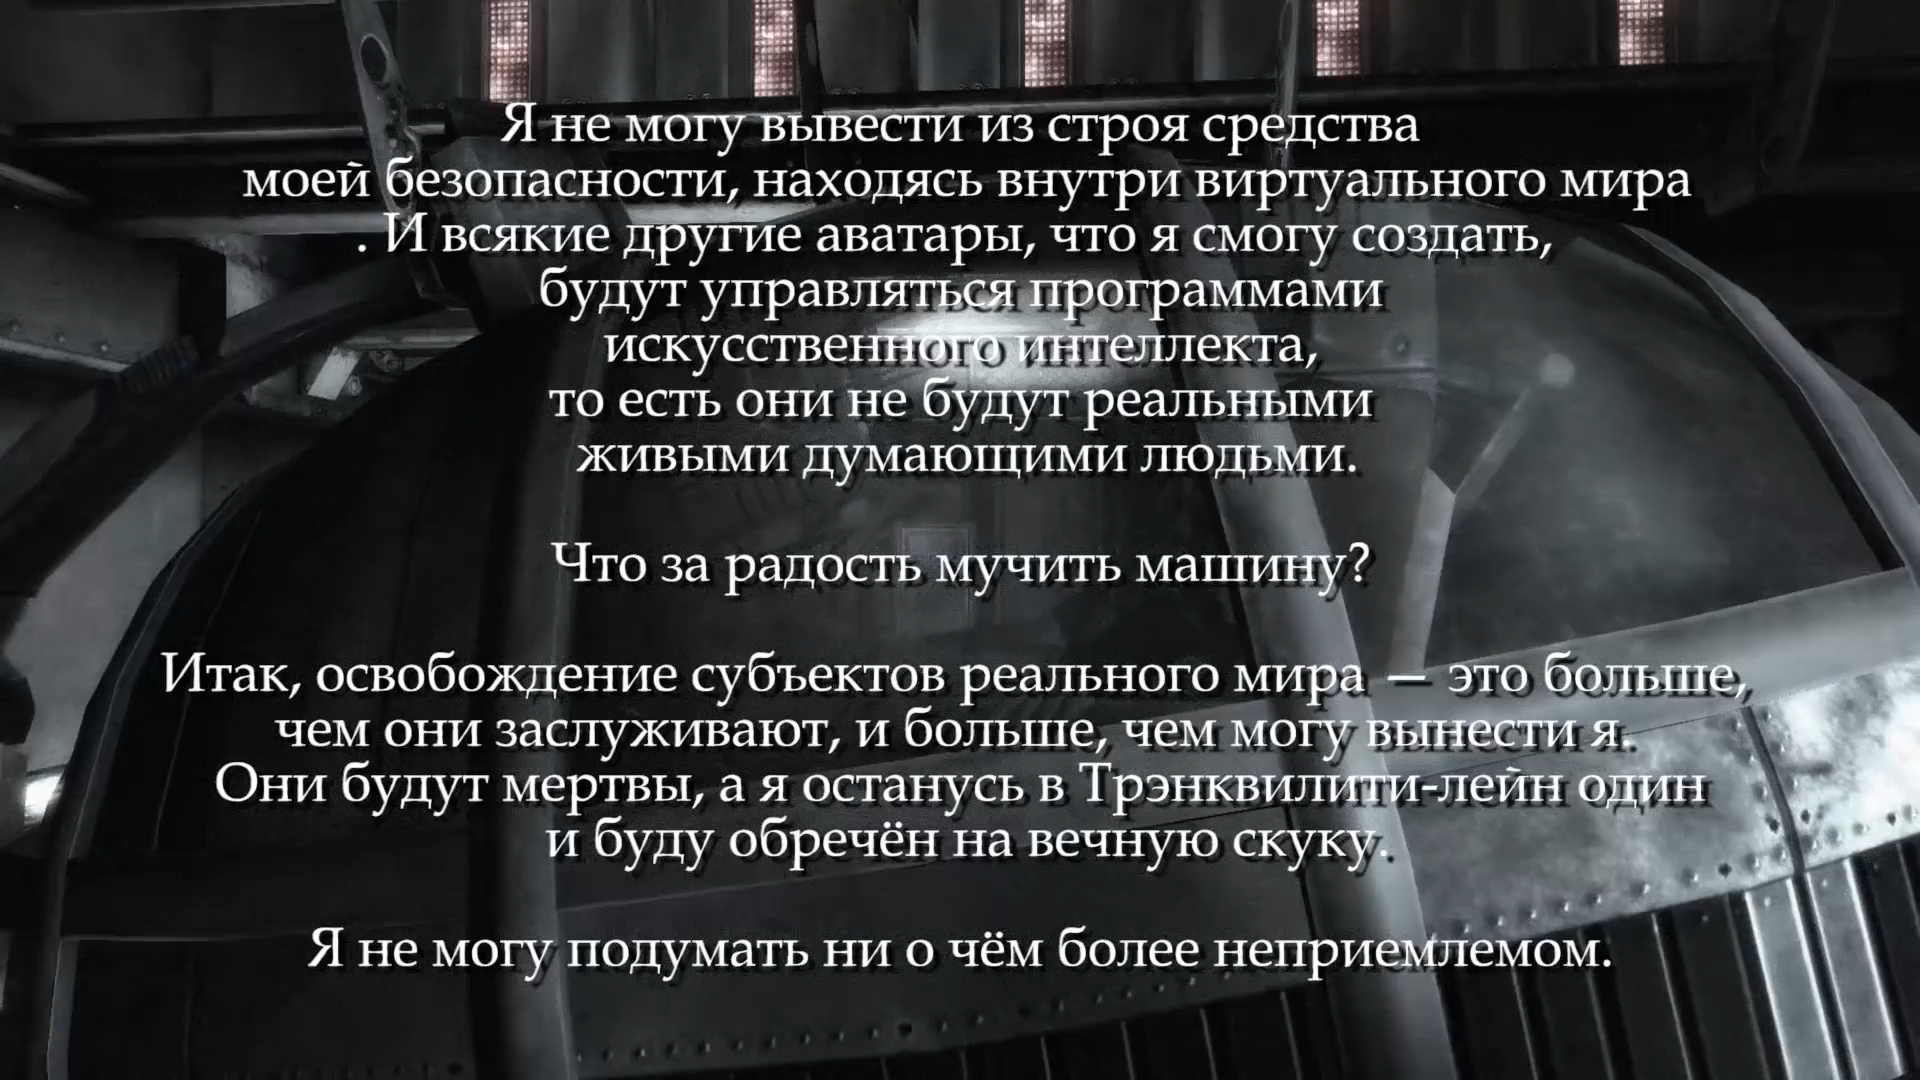 Я не могу вывести из строя средства
моей безопасности, находясь внутри виртуального мира
. И всякие другие аватары, что я смогу создать,
будут управляться программами
искусственного интеллекта,
то есть они не будут реальными
живыми думающими людьми.
Что за радость мучить машину?
Итак, освобождение субъектов реального мира — это больше,
чем они заслуживают, и больше, чем могу вынести я.
Они будут мертвы, а я останусь в Трэнквилити-лейн один
и буду обречён на вечную скуку.
Я не могу подумать ни о чём более неприемлемом.